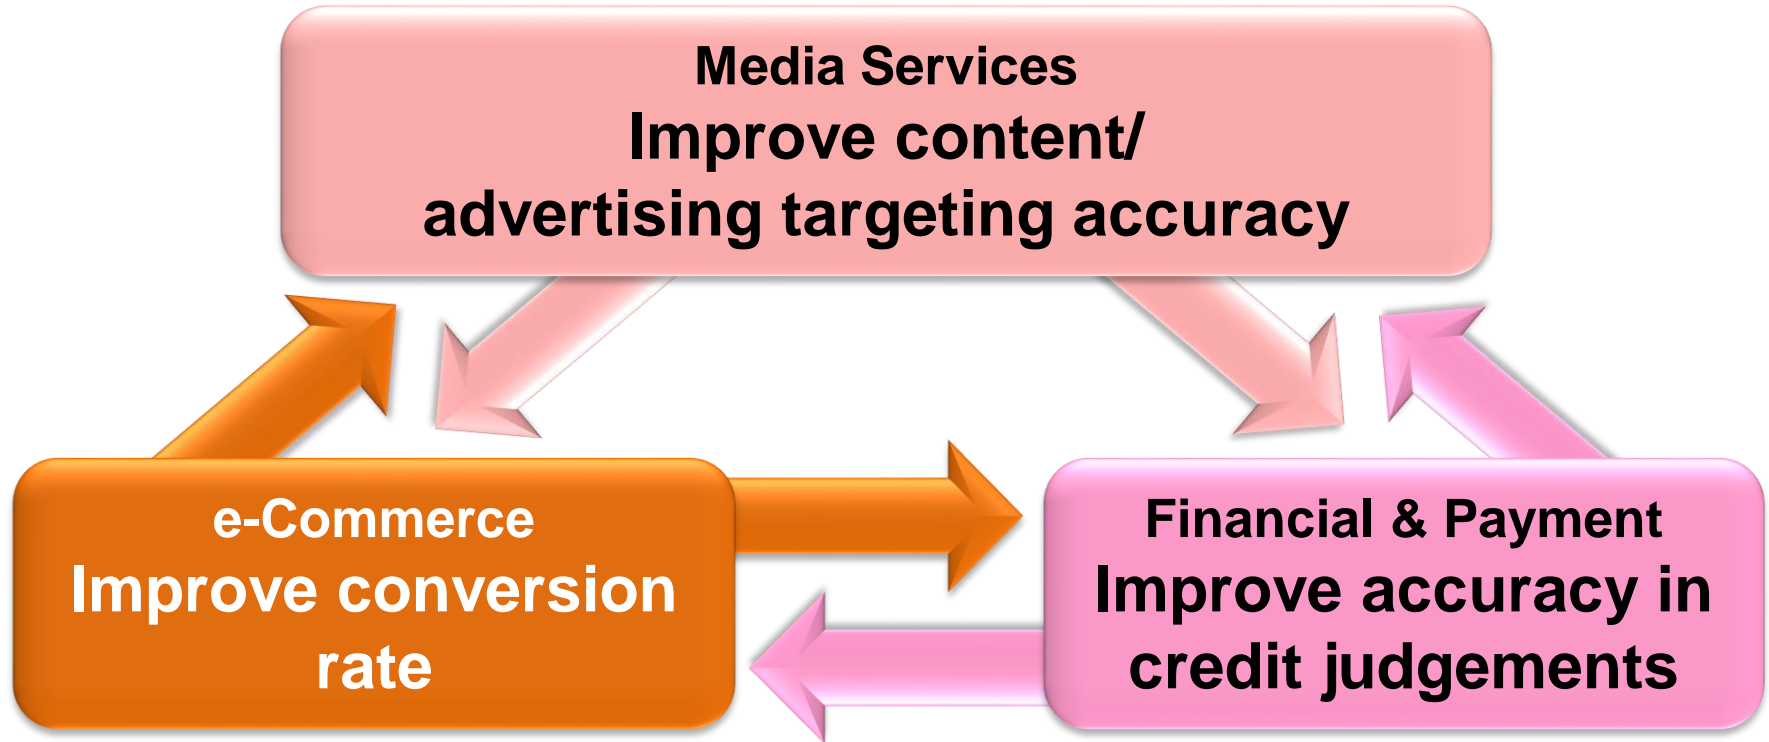 Media Services
Improve content/
advertising targeting accuracy
e-Commerce
Improve conversion
rate
Financial & Payment
Improve accuracy in
credit judgements